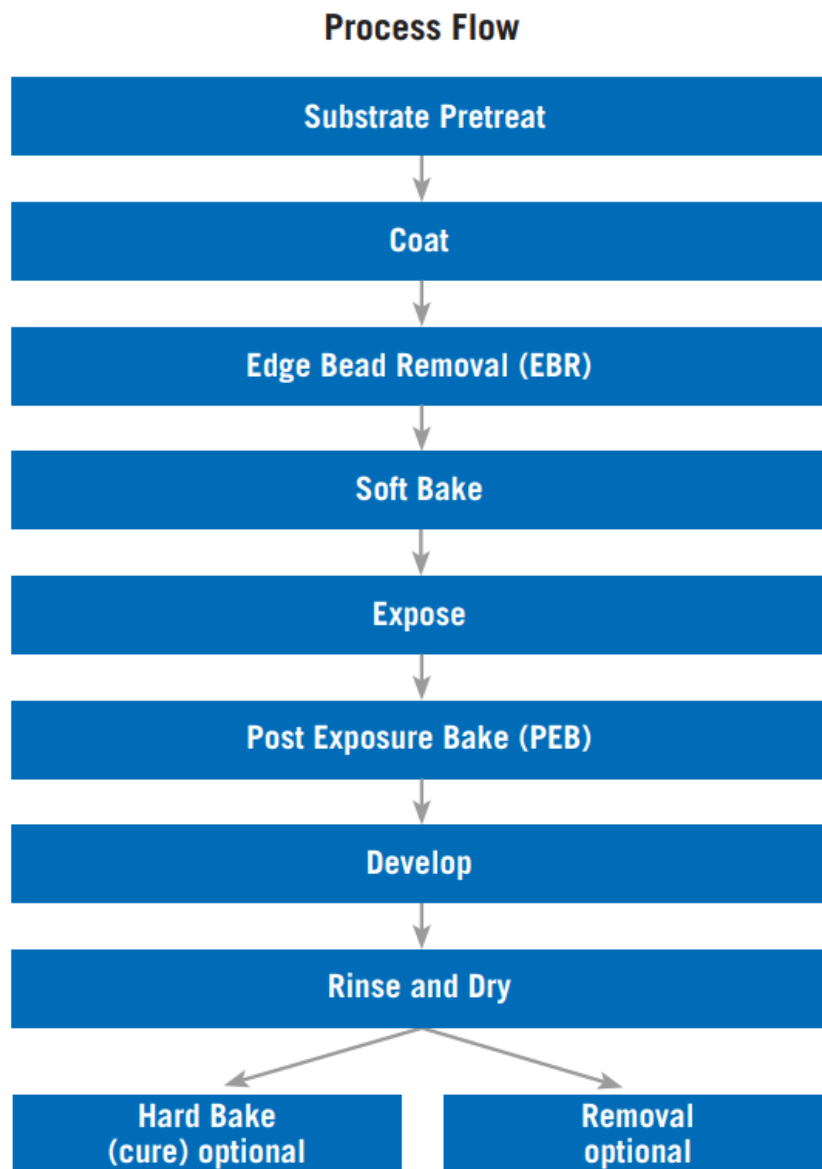 Process Flow
Substrate Pretreat
Coat
Edge Bead Removal (EBR)
Soft Bake
Expose
Post Exposure Bake (PEB)
Develop
Rinse and Dry
Hard Bake
(cure) optional
Removal
optional